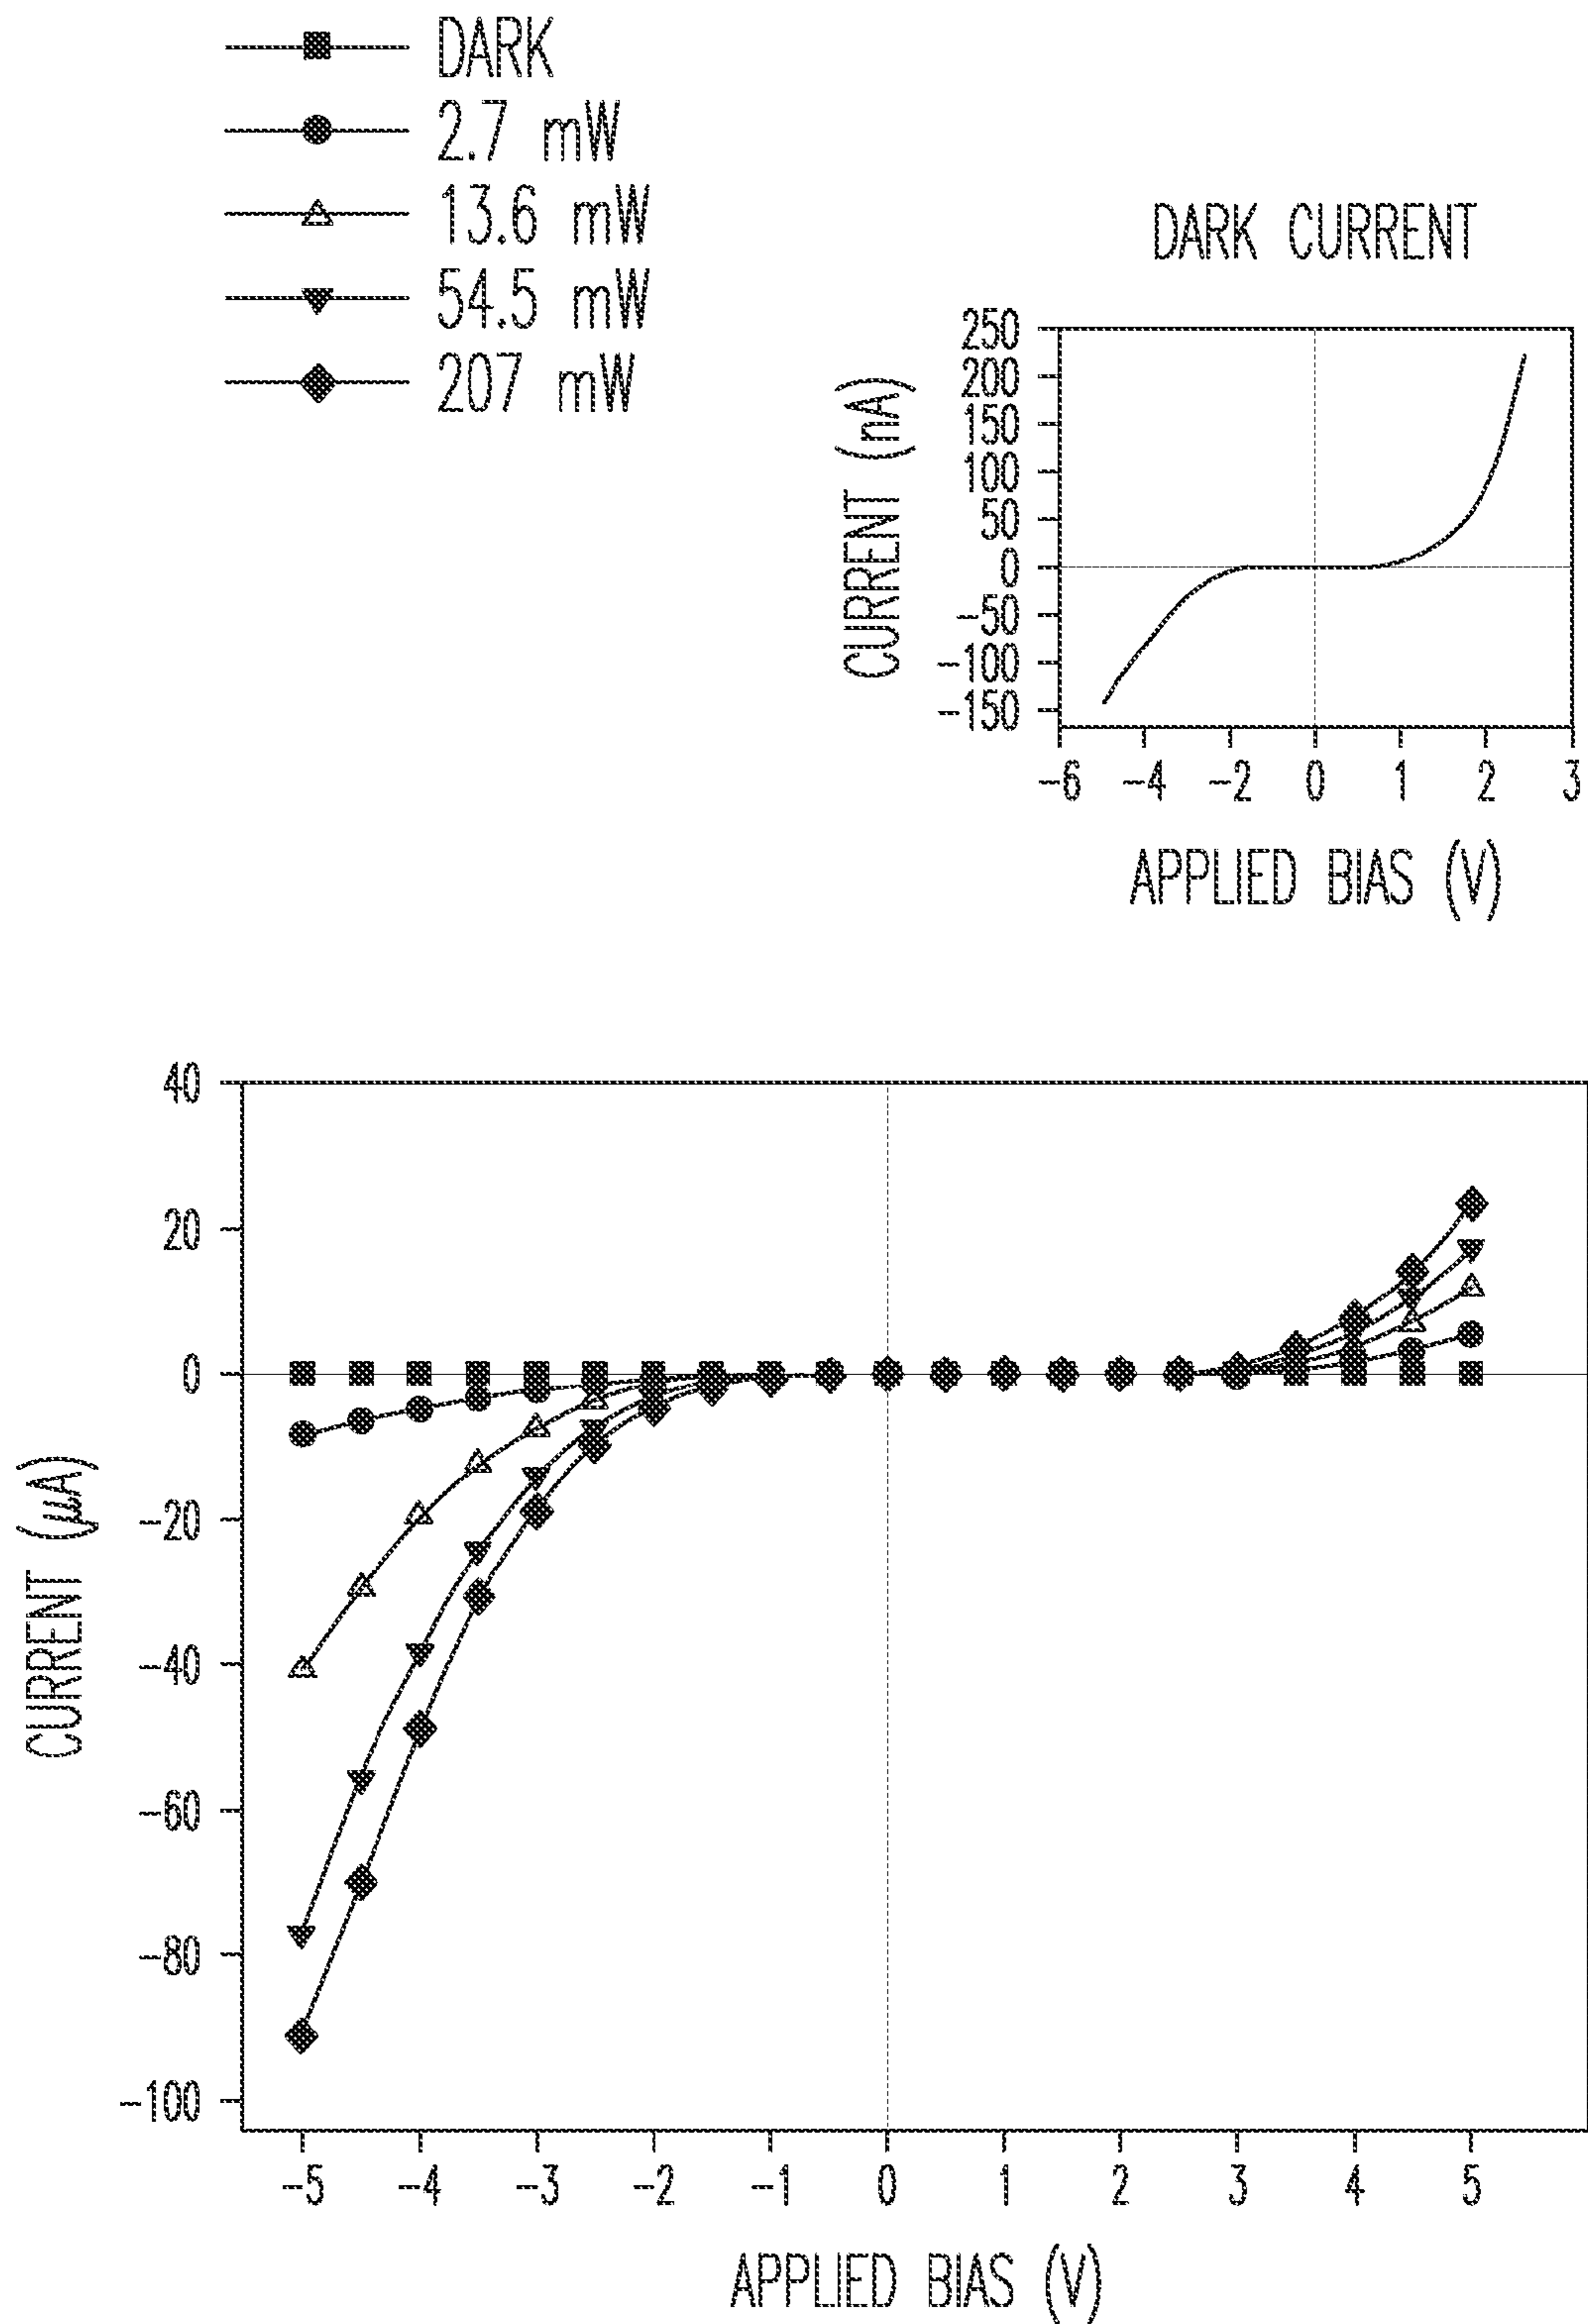 DARK
2.7 mW
13.6 mW
54.5 mW
207 mW
DARK CURRENT
CURRENT (nA)
250
200
150
100
50
0
-50
-100
-150
-6 -4 -2 0 1 2 3
APPLIED BIAS (V)
CURRENT (μA)
40
20
0
-20
-40
-60
-80
-100
-5 -4 -3 -2 -1 0 1 2 3 4 5
APPLIED BIAS (V)